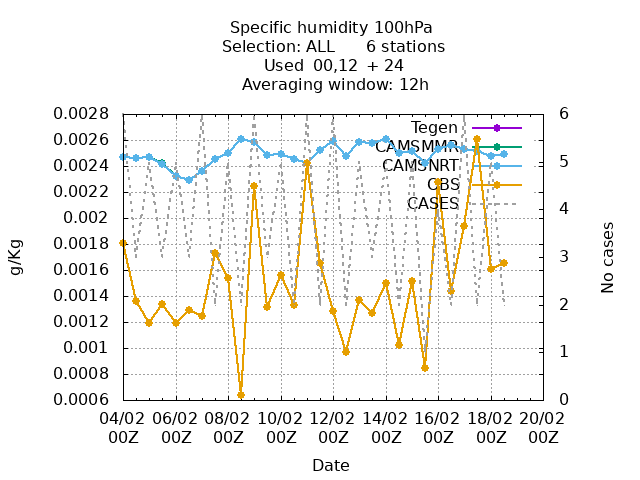 Specific humidity 100hPa
Selection: ALL      6 stations
Used  00,12  + 24
Averaging window: 12h
Tegen
CAMSMMR
CAMSNRT
OBS
CASES
0.0028
0.0026
0.0024
0.0022
0.002
0.0018
0.0016
0.0014
0.0012
0.001
0.0008
0.0006
g/Kg
6
5
4
3
2
1
0
No cases
04/02 06/02 08/02 10/02 12/02 14/02 16/02 18/02 20/02
00Z 00Z 00Z 00Z 00Z 00Z 00Z 00Z 00Z
Date